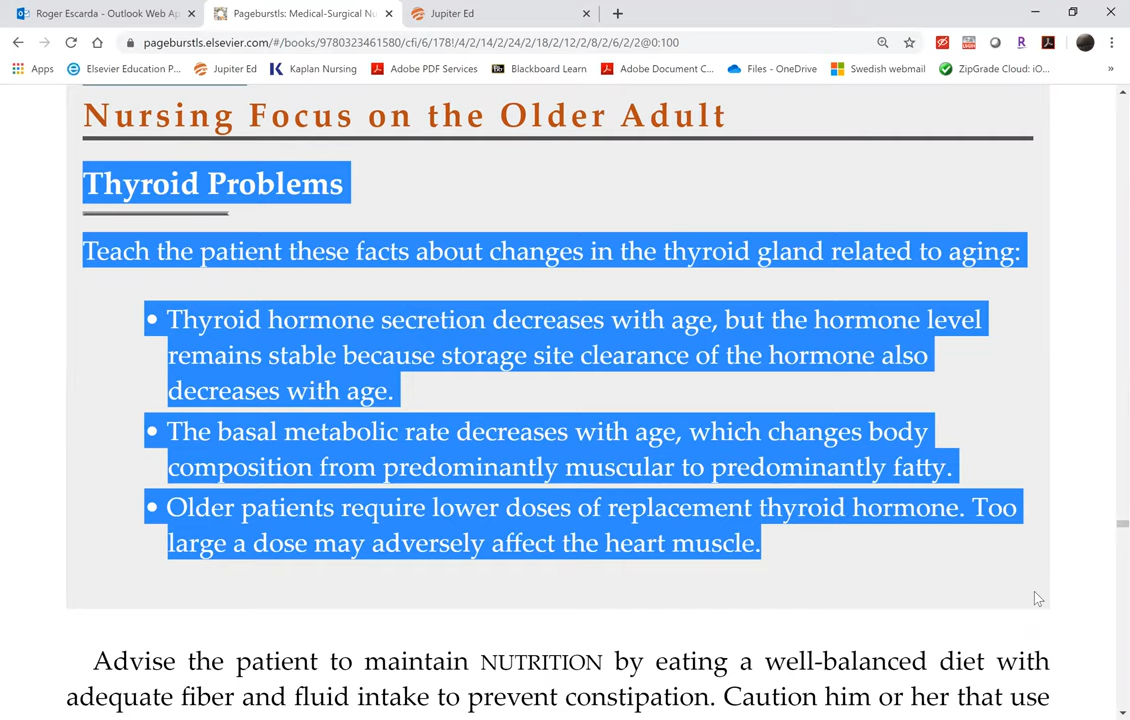 Roger Escarda - Outlook Web Ap
Pageburstls: Medical-Surgical Nu
Jupiter Ed
pageburstls.elsevier.com/#/books/9780323461580/cfi/6/178!/4/2/14/2/24/2/18/2/12/2/8/2/6/2/2@0:100
Apps
Elsevier Education P...
Jupiter Ed
Kaplan Nursing
Adobe PDF Services
Blackboard Learn
Adobe Document C...
Files - OneDrive
Swedish webmail
ZipGrade Cloud: iO...
»
Nursing Focus on the Older Adult
Thyroid Problems
Teach the patient these facts about changes in the thyroid gland related to aging:
• Thyroid hormone secretion decreases with age, but the hormone level
remains stable because storage site clearance of the hormone also
decreases with age.
• The basal metabolic rate decreases with age, which changes body
composition from predominantly muscular to predominantly fatty.
• Older patients require lower doses of replacement thyroid hormone. Too
large a dose may adversely affect the heart muscle.
Advise the patient to maintain NUTRITION by eating a well-balanced diet with
adequate fiber and fluid intake to prevent constipation. Caution him or her that use